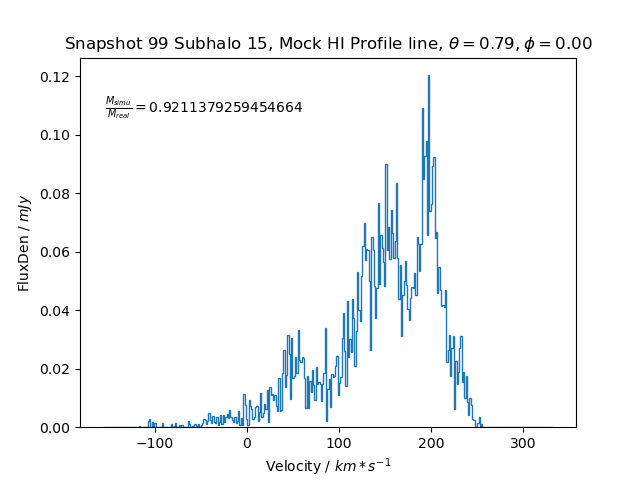 Snapshot 99 Subhalo 15, Mock HI Profile line, θ = 0.79, ϕ = 0.00
0.12
M_simu/M_real = 0.9211379259454664
0.10
0.08
FluxDen / mJy
0.06
0.04
0.02
0.00
−100 0 100 200 300
Velocity / km * s⁻¹